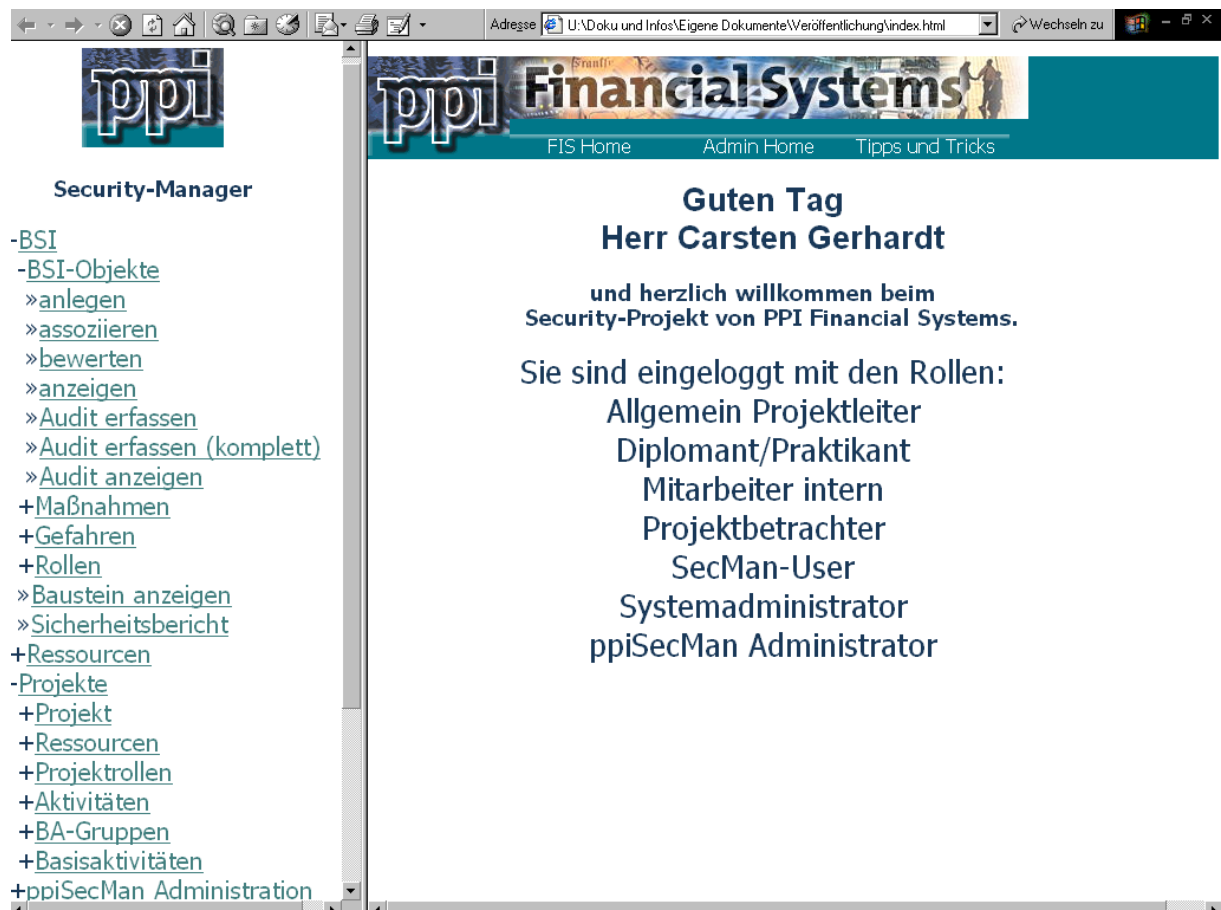 Adresse U:\Doku und Infos\Eigene Dokumente\Veröffentlichung\index.html Wechseln zu
ppi
Security-Manager
-BSI
-BSI-Objekte
»anlegen
»assoziieren
»bewerten
»anzeigen
»Audit erfassen
»Audit erfassen (komplett)
»Audit anzeigen
+Maßnahmen
+Gefahren
+Rollen
»Baustein anzeigen
»Sicherheitsbericht
+Ressourcen
-Projekte
+Projekt
+Ressourcen
+Projektrollen
+Aktivitäten
+BA-Gruppen
+Basisaktivitäten
+ppiSecMan Administration
ppi Financial Systems
FIS Home Admin Home Tipps und Tricks
Guten Tag
Herr Carsten Gerhardt
und herzlich willkommen beim
Security-Projekt von PPI Financial Systems.
Sie sind eingeloggt mit den Rollen:
Allgemein Projektleiter
Diplomant/Praktikant
Mitarbeiter intern
Projektbetrachter
SecMan-User
Systemadministrator
ppiSecMan Administrator